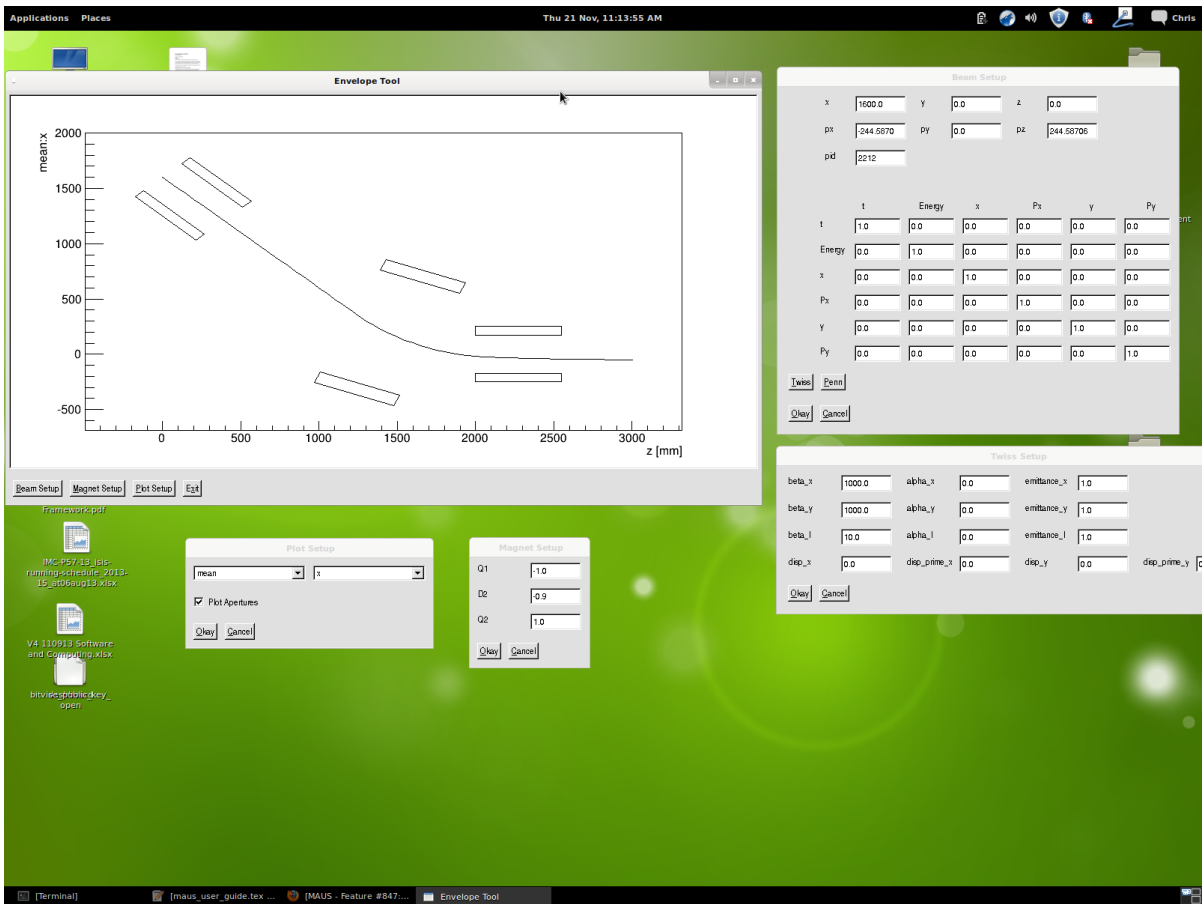 Applications Places
Thu 21 Nov, 11:13:55 AM
Chris
Envelope Tool
mean:x
2000
1500
1000
500
0
-500
0 500 1000 1500 2000 2500 3000
z [mm]
Beam Setup Magnet Setup Plot Setup Exit
Beam Setup
x 1600.0 y 0.0 z 0.0
px -244.5870 py 0.0 pz 244.58706
pid 2212
t Energy x Px y Py
t 1.0 0.0 0.0 0.0 0.0 0.0
Energy 0.0 1.0 0.0 0.0 0.0 0.0
x 0.0 0.0 1.0 0.0 0.0 0.0
Px 0.0 0.0 0.0 1.0 0.0 0.0
y 0.0 0.0 0.0 0.0 1.0 0.0
Py 0.0 0.0 0.0 0.0 0.0 1.0
Twiss Penn
Okay Cancel
ent
Twiss Setup
beta_x 1000.0 alpha_x 0.0 emittance_x 1.0
beta_y 1000.0 alpha_y 0.0 emittance_y 1.0
beta_l 10.0 alpha_l 0.0 emittance_l 1.0
disp_x 0.0 disp_prime_x 0.0 disp_y 0.0 disp_prime_y
Okay Cancel
Plot Setup
mean x
Plot Apertures
Okay Cancel
Magnet Setup
Q1 -1.0
D2 -0.9
Q2 1.0
Okay Cancel
Framework.pdf
IMC-P57-13_Isis-
running-schedule_2013-
15_at06aug13.xlsx
V4 110913 Software
and Computing.xlsx
open
[Terminal]
[maus_user_guide.tex ...
[MAUS - Feature #847:...
Envelope Tool